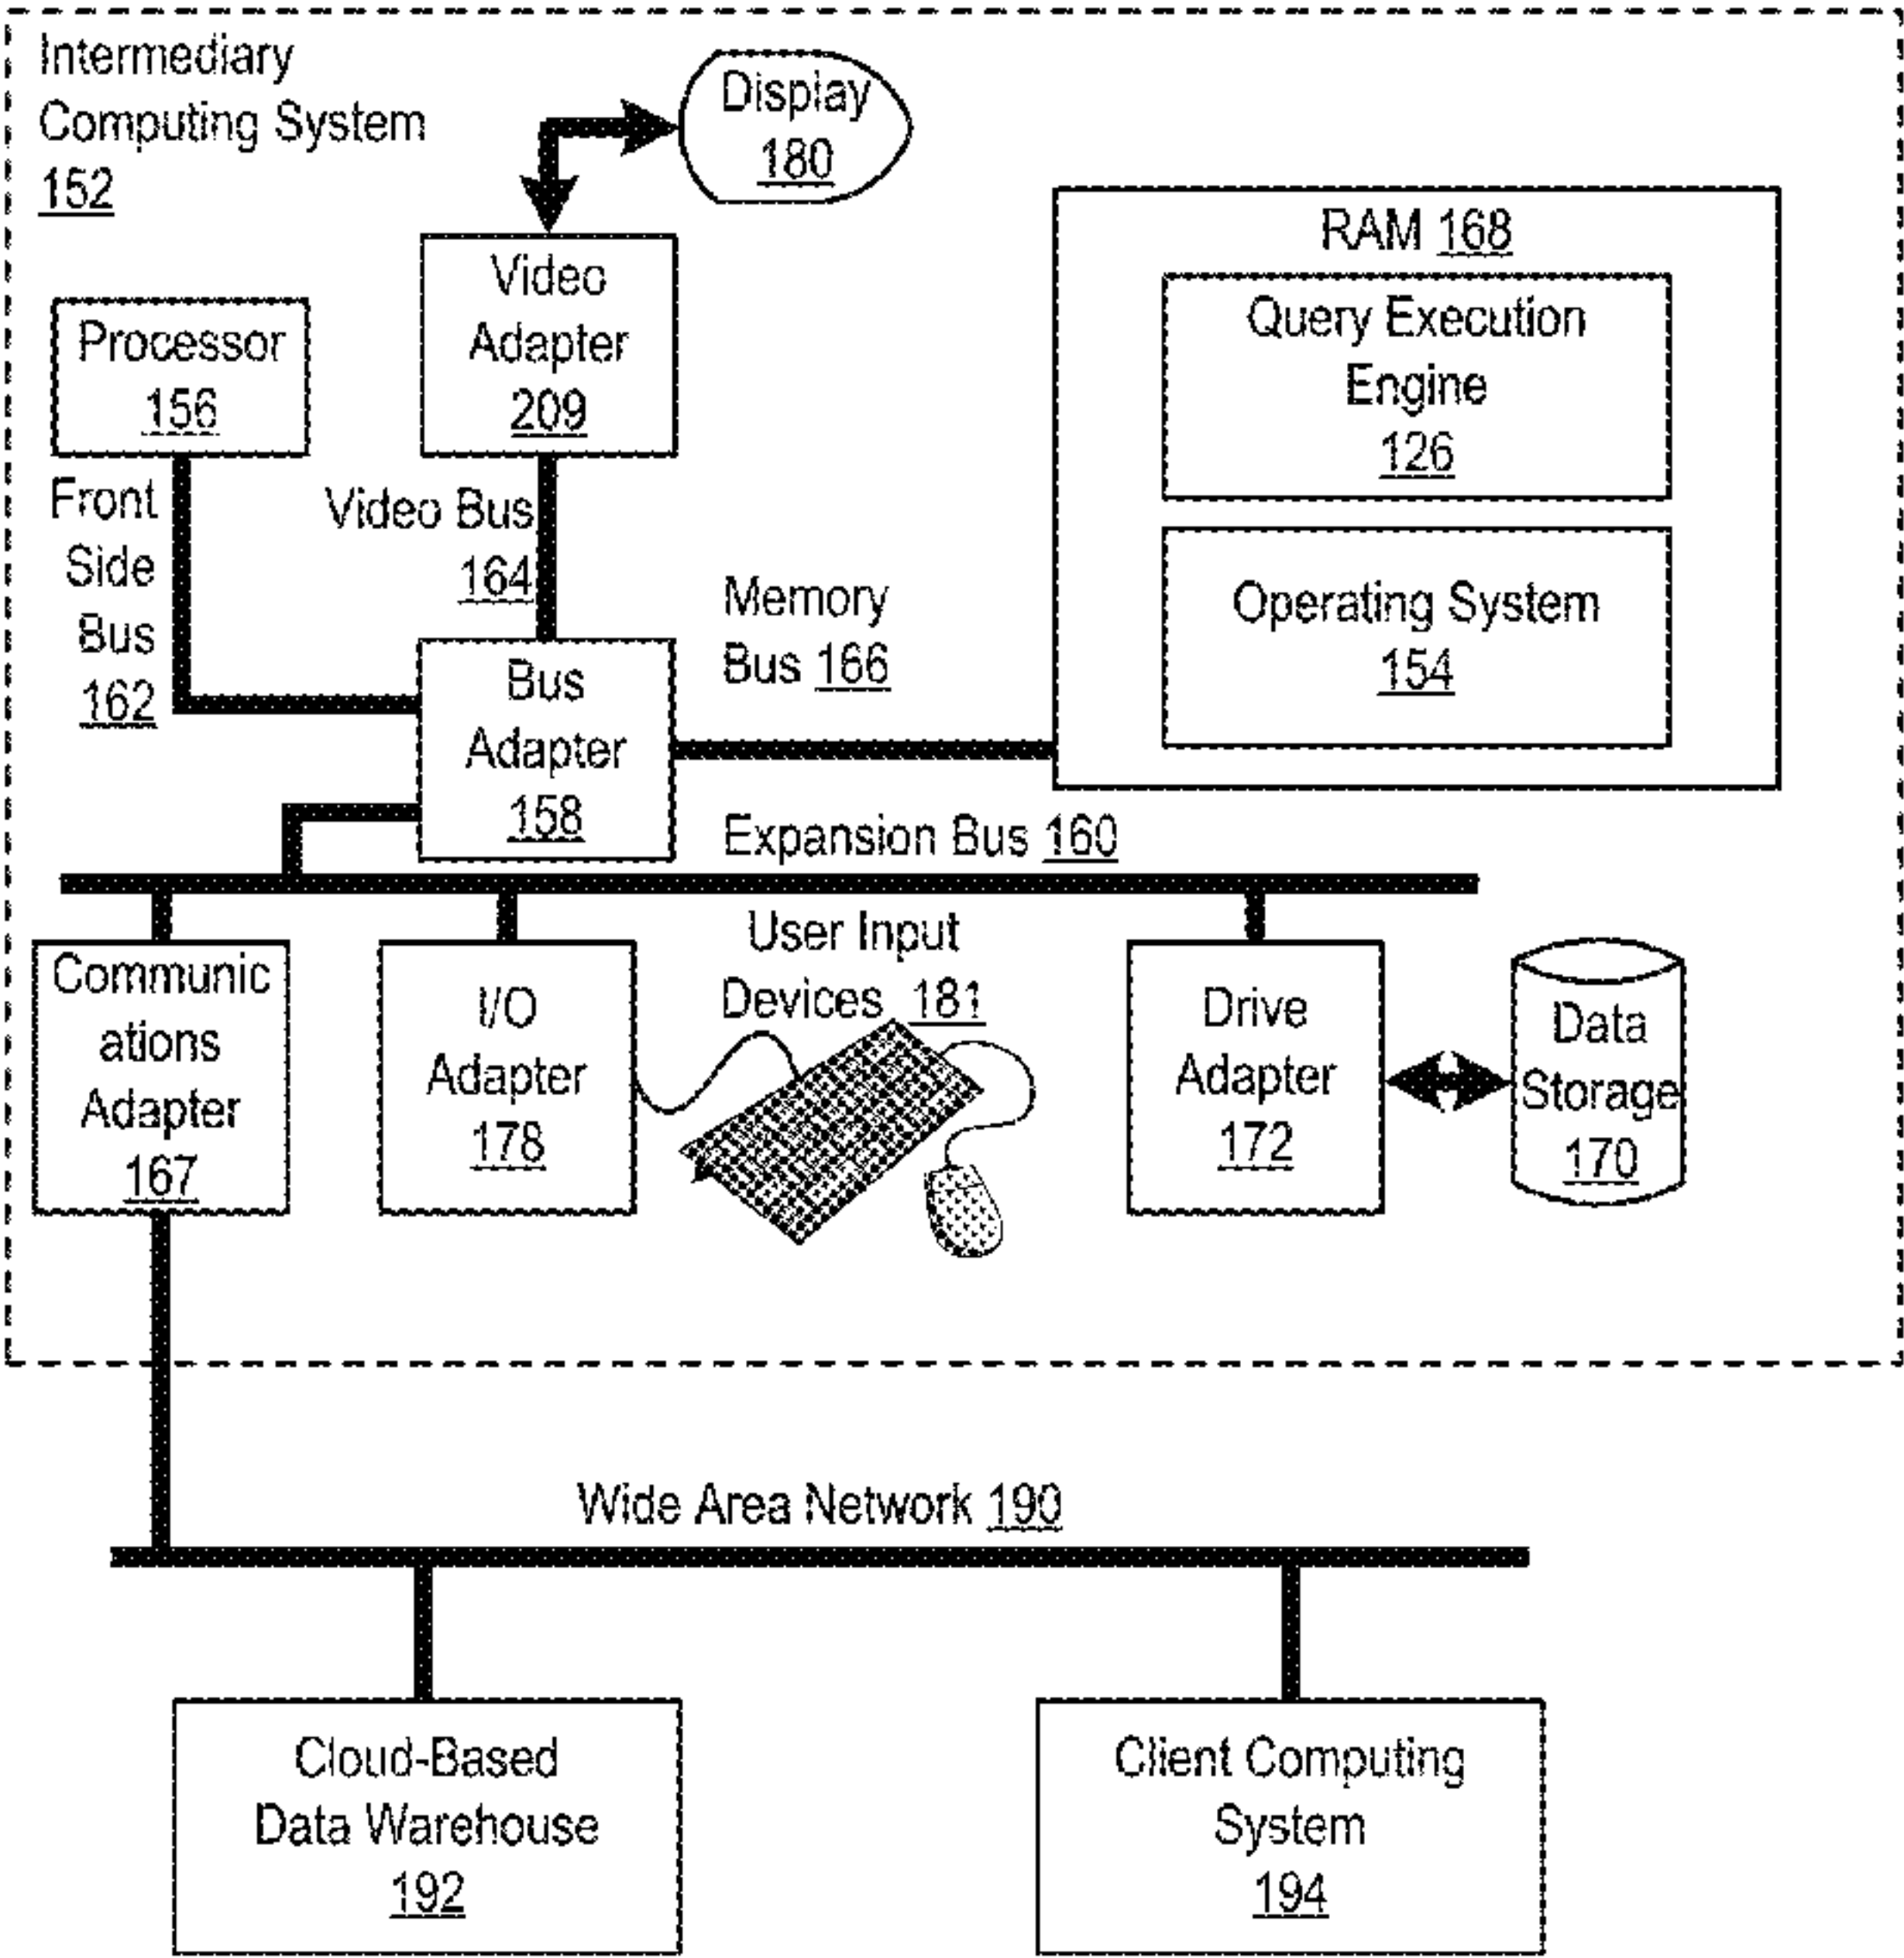 Intermediary
Computing System
152
Display
180
Video
Adapter
209
Processor
156
RAM 168
Query Execution
Engine
126
Operating System
154
Front
Side
Bus
162
Video Bus
164
Memory
Bus 166
Bus
Adapter
158
Expansion Bus 160
Communic
ations
Adapter
167
I/O
Adapter
178
User Input
Devices 181
Drive
Adapter
172
Data
Storage
170
Wide Area Network 190
Cloud-Based
Data Warehouse
192
Client Computing
System
194